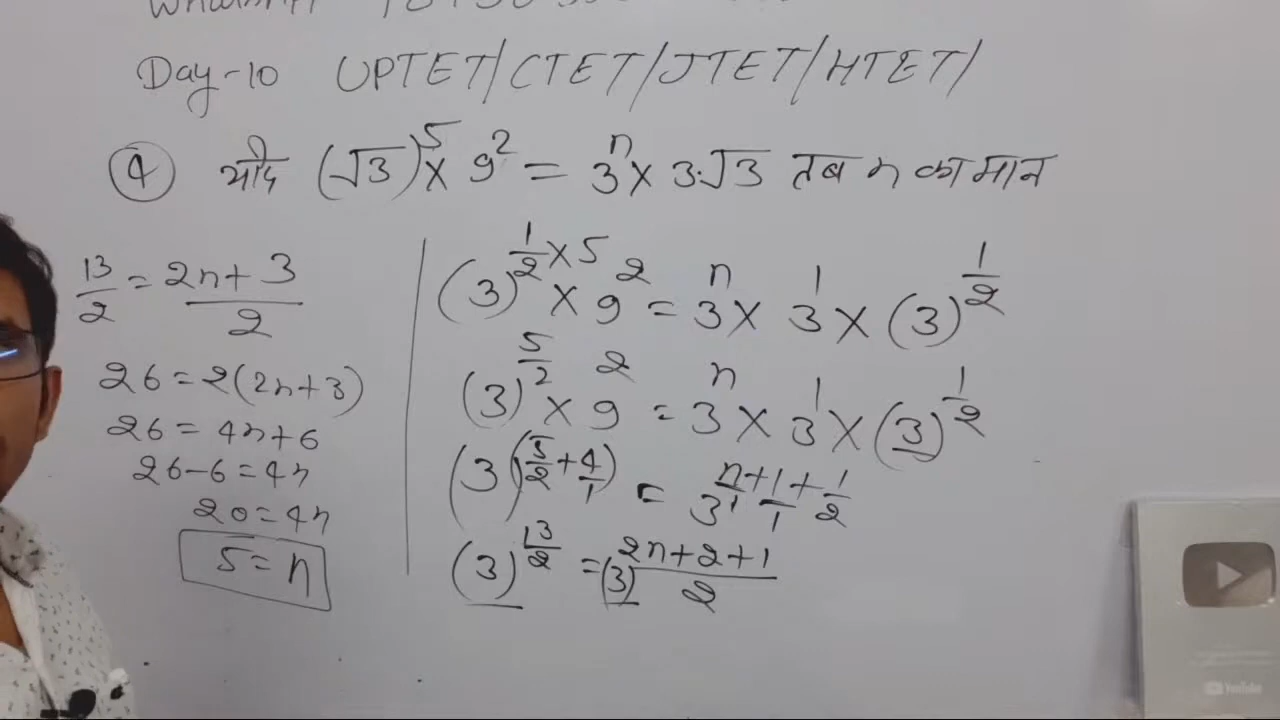 Day-10 UPTET/CTET/JTET/HTET/
④ यदि (√3)⁵ × 9² = 3ⁿ × 3·√3 तब n का मान
(3)^(1/2 × 5) × 9² = 3ⁿ × 3¹ × (3)^(1/2)
(3)^(5/2) × 9² = 3ⁿ × 3¹ × (3)^(1/2)
(3)^(5/2 + 4/1) = 3^(n/1 + 1/1 + 1/2)
(3)^(13/2) = (3)^((2n+2+1)/2)
13/2 = (2n+3)/2
26 = 2(2n+3)
26 = 4n+6
26-6 = 4n
20 = 4n
5 = n
YouTube